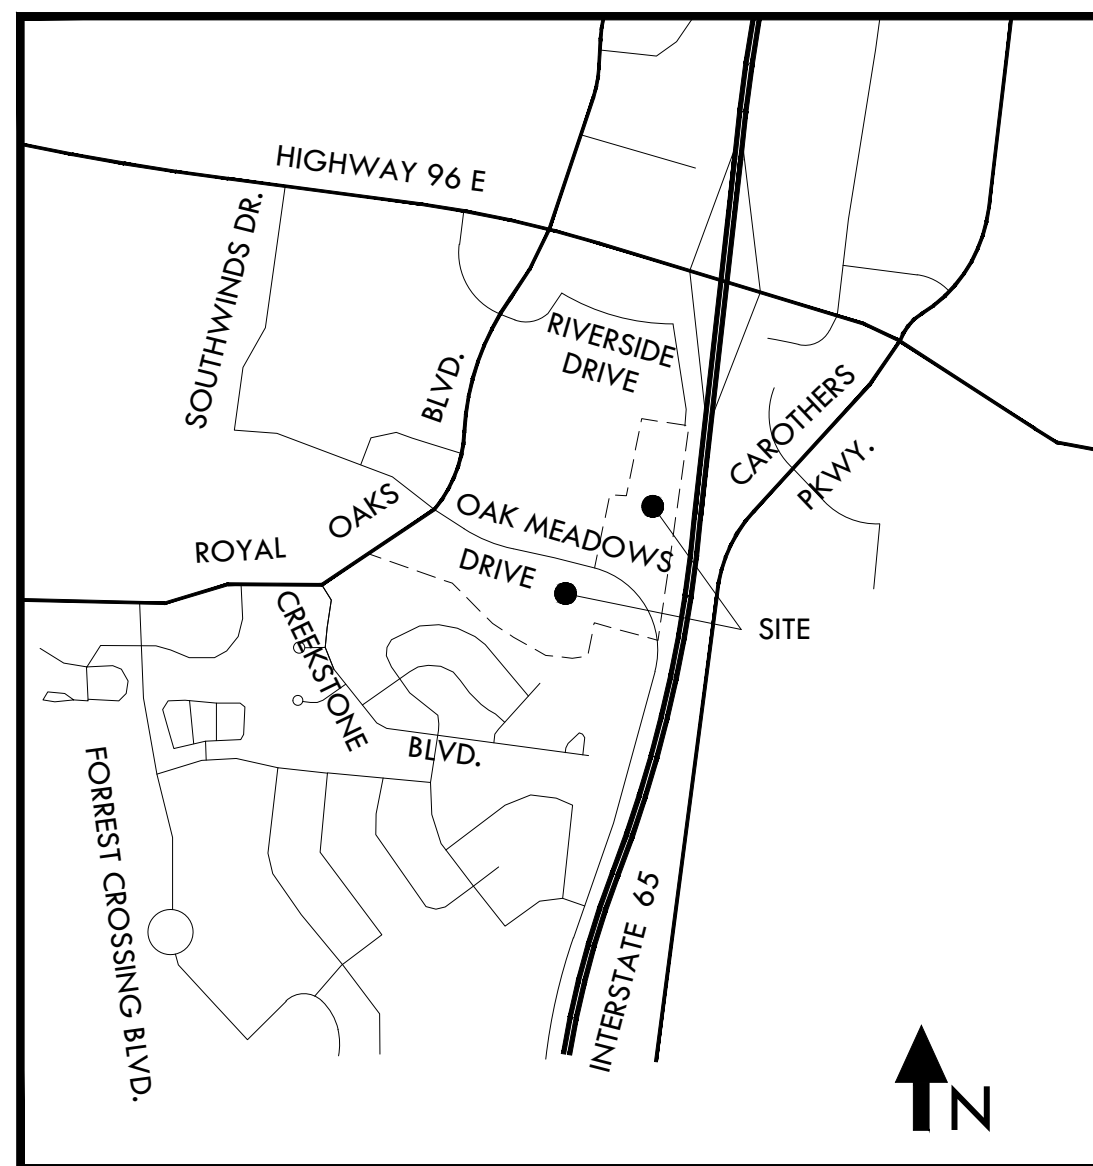 HIGHWAY 96 E
SOUTHWINDS DR.
RIVERSIDE
DRIVE
BLVD.
CAROTHERS
PKWY.
OAKS
ROYAL
OAK MEADOWS
DRIVE
SITE
CREEKSTONE
BLVD.
FORREST CROSSING BLVD.
INTERSTATE 65
N